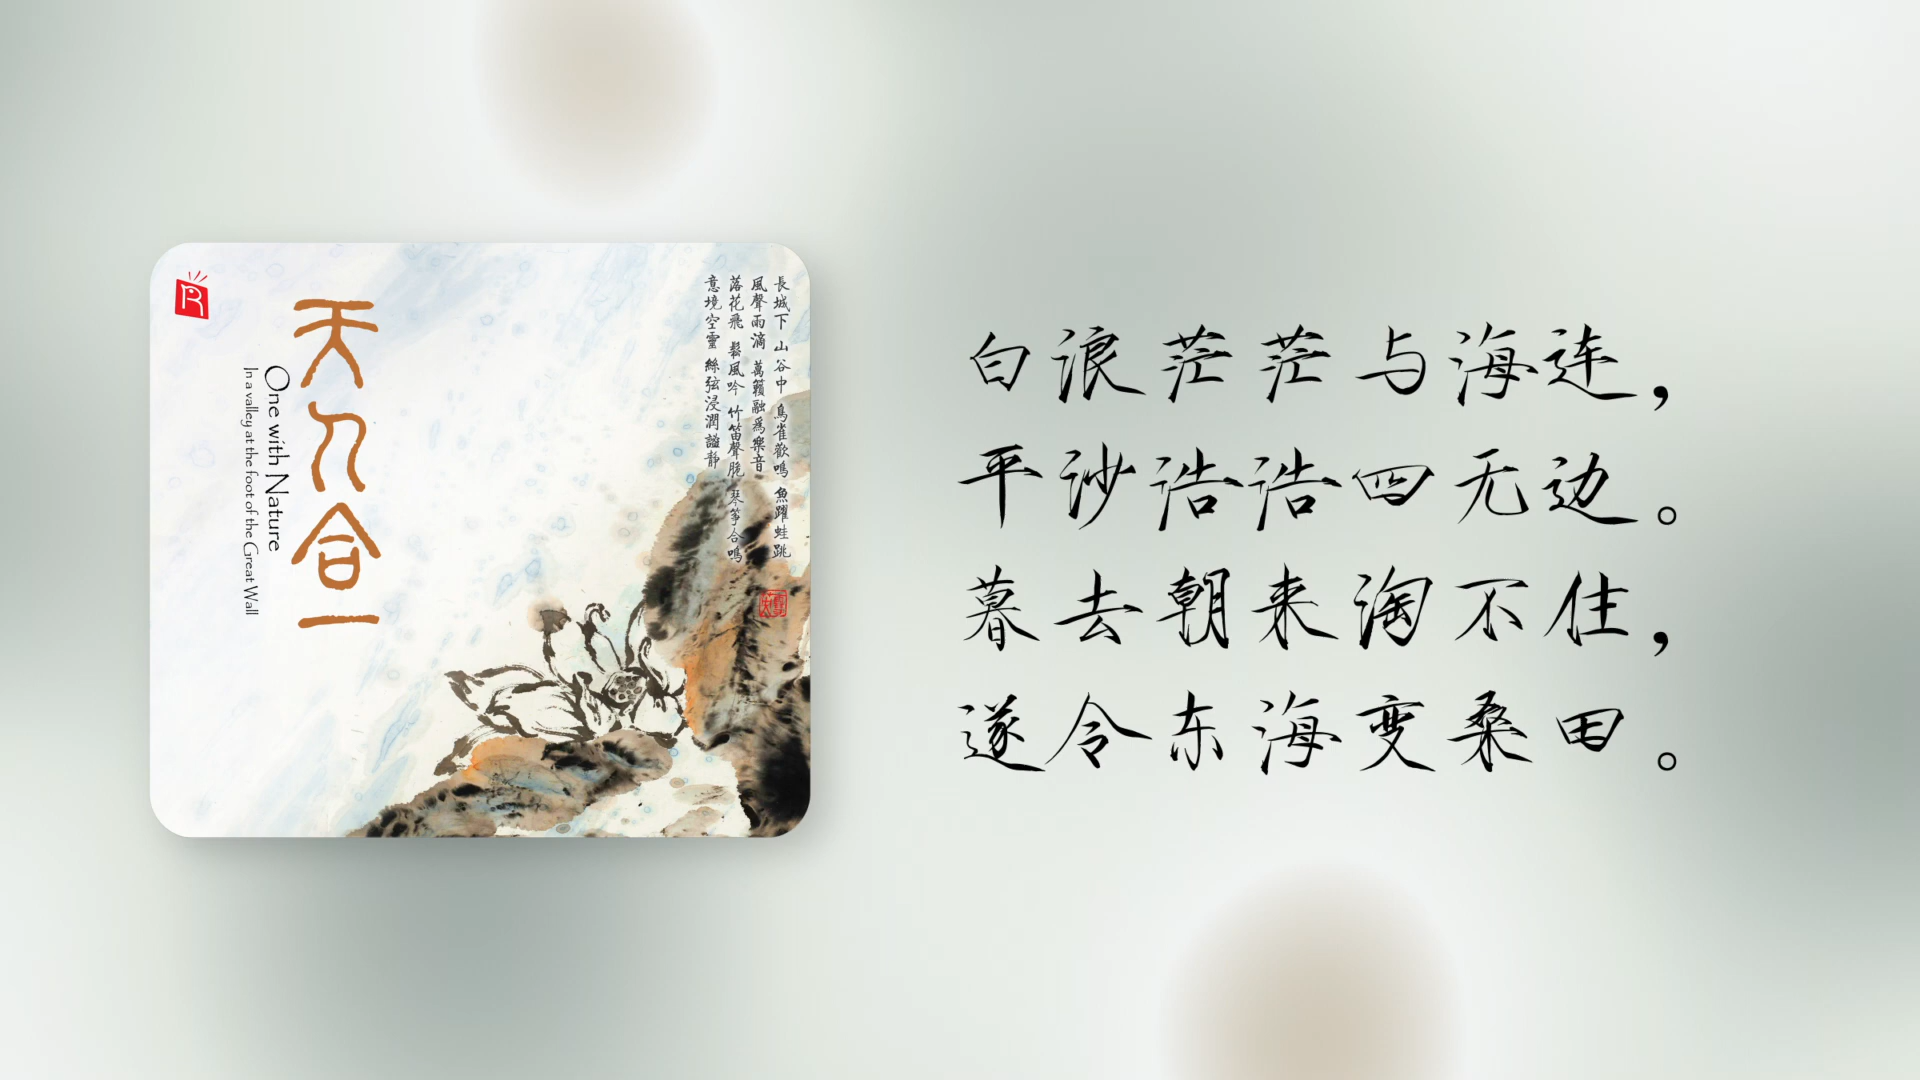 天人合一
One with Nature
In a valley at the foot of the Great Wall
長城下 山谷中 鳥雀歡鳴 魚躍蛙跳
風聲雨滴 萬籟融為樂音
落花飛 鬆風吟 竹笛聲脆 琴箏合鳴
意境空靈 絲弦浸潤謐靜
白浪茫茫与海连，
平沙浩浩四无边。
暮去朝来淘不住，
遂令东海变桑田。